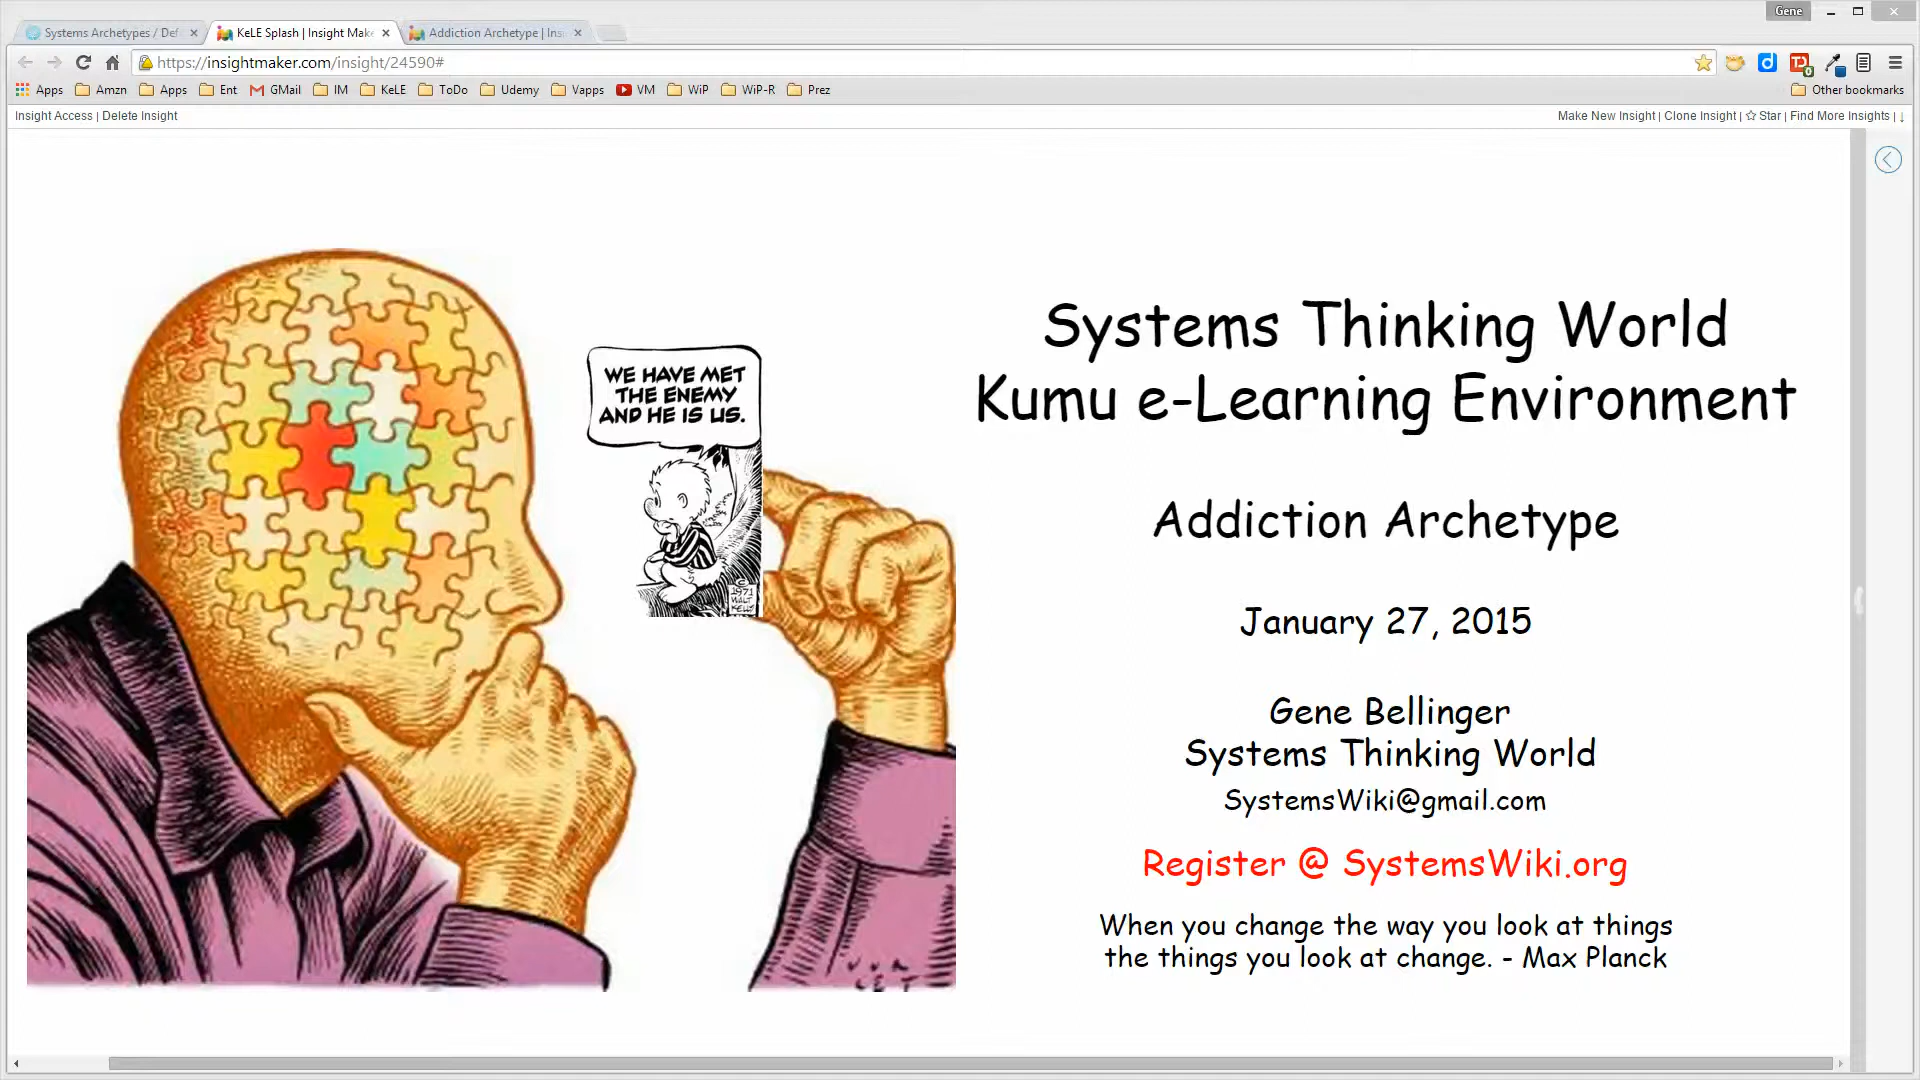 Gene
Systems Archetypes / Def
KeLE Splash | Insight Make
Addiction Archetype | Ins
https://insightmaker.com/insight/24590#
Apps
Amzn
Apps
Ent
GMail
IM
KeLE
ToDo
Udemy
Vapps
VM
WiP
WiP-R
Prez
Other bookmarks
Insight Access | Delete Insight
Make New Insight | Clone Insight | Star | Find More Insights |
WE HAVE MET
THE ENEMY
AND HE IS US.
1971
WALT
KELLY
Systems Thinking World
Kumu e-Learning Environment
Addiction Archetype
January 27, 2015
Gene Bellinger
Systems Thinking World
SystemsWiki@gmail.com
Register @ SystemsWiki.org
When you change the way you look at things
the things you look at change. - Max Planck